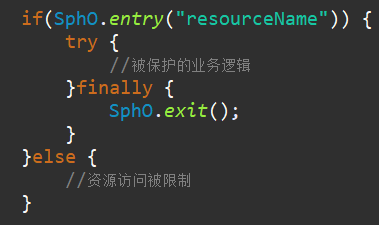 if(SphO.entry("resourceName")) {
    try {
        //被保护的业务逻辑
    }finally {
        SphO.exit();
    }
}else {
    //资源访问被限制
}